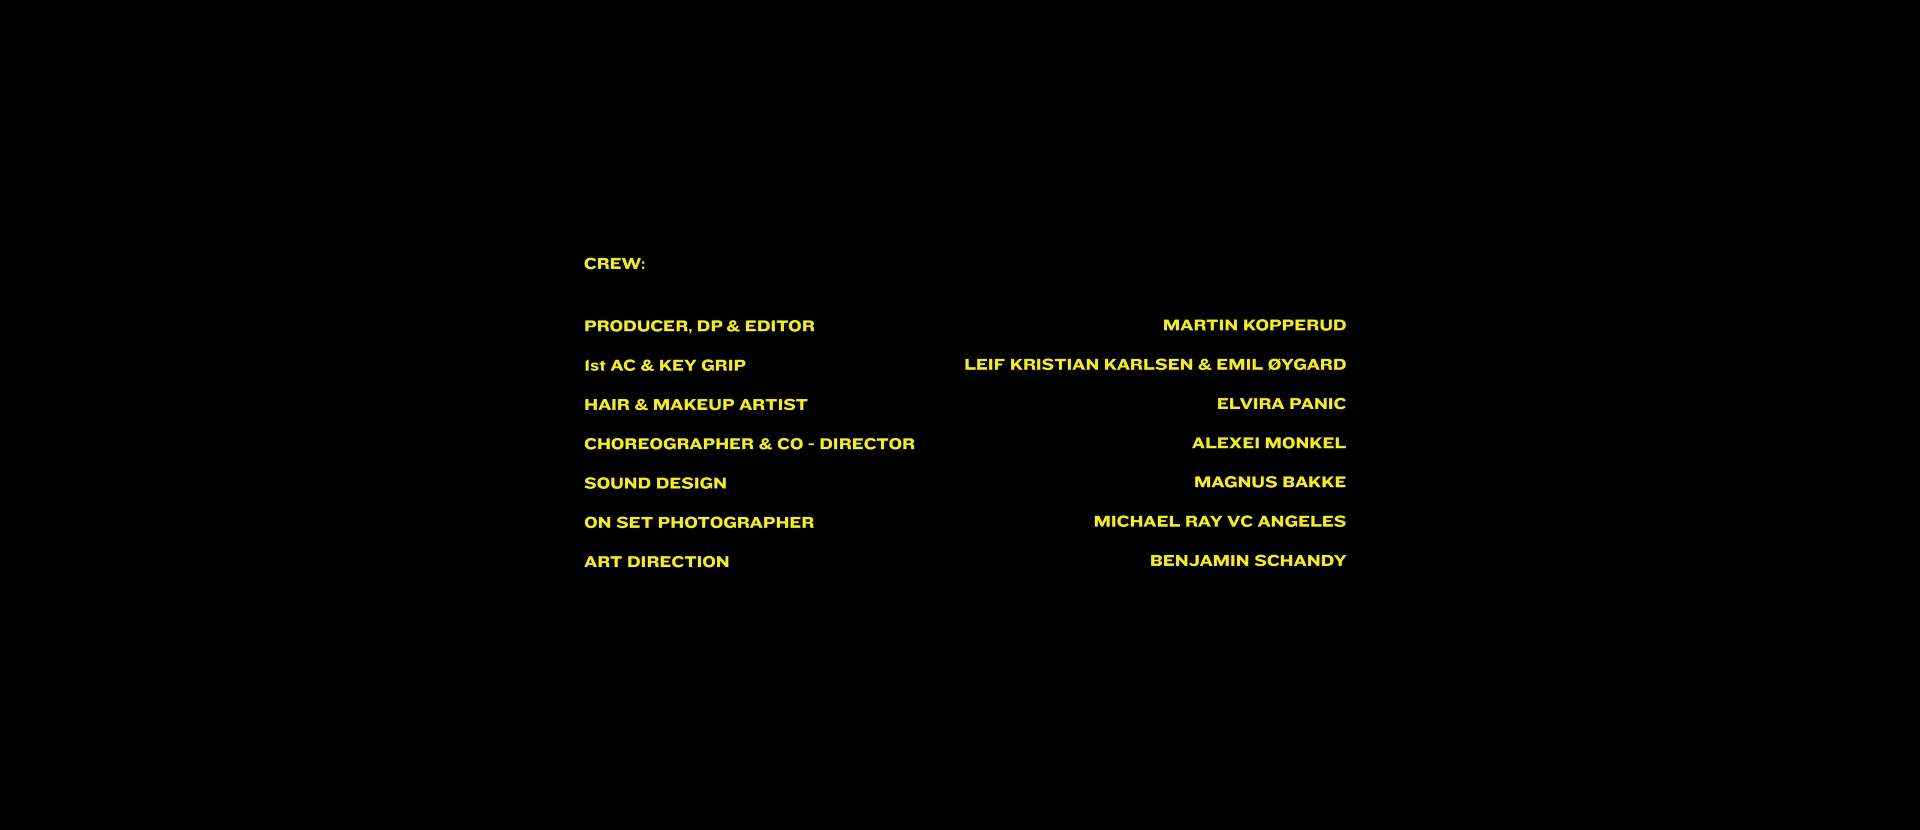 CREW:
PRODUCER, DP & EDITOR MARTIN KOPPERUD
1st AC & KEY GRIP LEIF KRISTIAN KARLSEN & EMIL ØYGARD
HAIR & MAKEUP ARTIST ELVIRA PANIC
CHOREOGRAPHER & CO - DIRECTOR ALEXEI MONKEL
SOUND DESIGN MAGNUS BAKKE
ON SET PHOTOGRAPHER MICHAEL RAY VC ANGELES
ART DIRECTION BENJAMIN SCHANDY